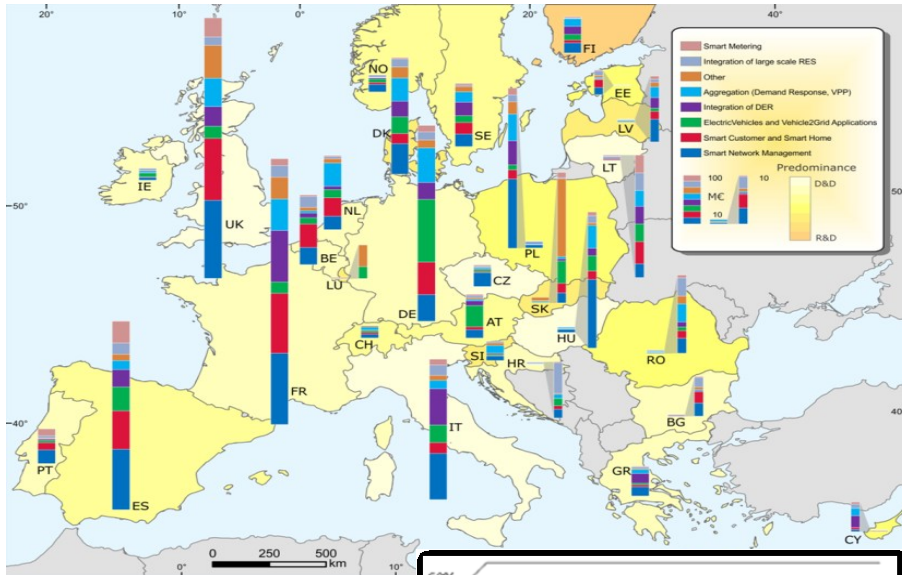 20° 10° 0° 20° 40°
FI
Smart Metering
Integration of large scale RES
Other
Aggregation (Demand Response, VPP)
Integration of DER
ElectricVehicles and Vehicle2Grid Applications
Smart Customer and Smart Home
Smart Network Management
Predominance
100 10 D&D
M€
10 R&D
NO
EE
DK
SE
LV
LT
IE
50°
UK
NL
BE
PL
LU
CZ
DE
SK
AT
CH
HU
SI
HR
RO
FR
40°
IT
BG
PT
GR
ES
CY
0 250 500
km
10° 0° 20°